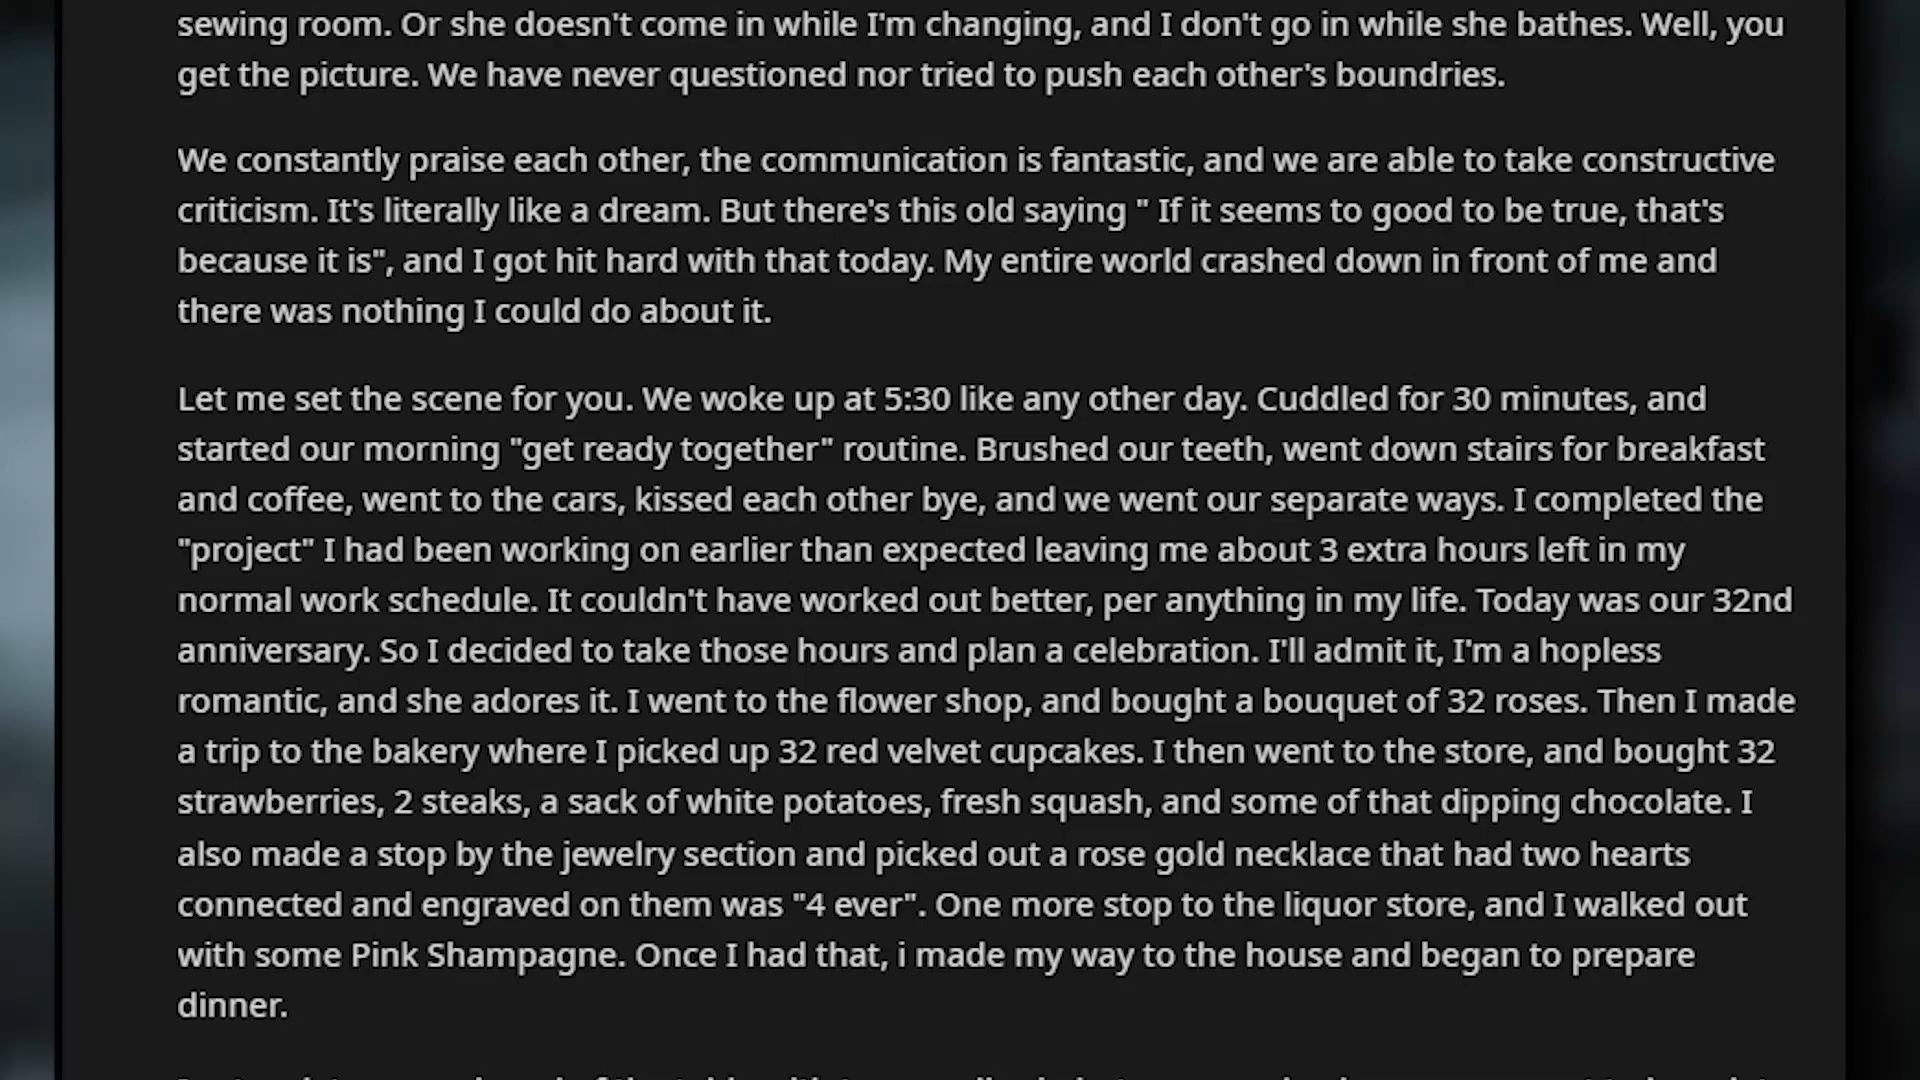 sewing room. Or she doesn't come in while I'm changing, and I don't go in while she bathes. Well, you
get the picture. We have never questioned nor tried to push each other's boundries.
We constantly praise each other, the communication is fantastic, and we are able to take constructive
criticism. It's literally like a dream. But there's this old saying " If it seems to good to be true, that's
because it is", and I got hit hard with that today. My entire world crashed down in front of me and
there was nothing I could do about it.
Let me set the scene for you. We woke up at 5:30 like any other day. Cuddled for 30 minutes, and
started our morning "get ready together" routine. Brushed our teeth, went down stairs for breakfast
and coffee, went to the cars, kissed each other bye, and we went our separate ways. I completed the
"project" I had been working on earlier than expected leaving me about 3 extra hours left in my
normal work schedule. It couldn't have worked out better, per anything in my life. Today was our 32nd
anniversary. So I decided to take those hours and plan a celebration. I'll admit it, I'm a hopless
romantic, and she adores it. I went to the flower shop, and bought a bouquet of 32 roses. Then I made
a trip to the bakery where I picked up 32 red velvet cupcakes. I then went to the store, and bought 32
strawberries, 2 steaks, a sack of white potatoes, fresh squash, and some of that dipping chocolate. I
also made a stop by the jewelry section and picked out a rose gold necklace that had two hearts
connected and engraved on them was "4 ever". One more stop to the liquor store, and I walked out
with some Pink Shampagne. Once I had that, i made my way to the house and began to prepare
dinner.